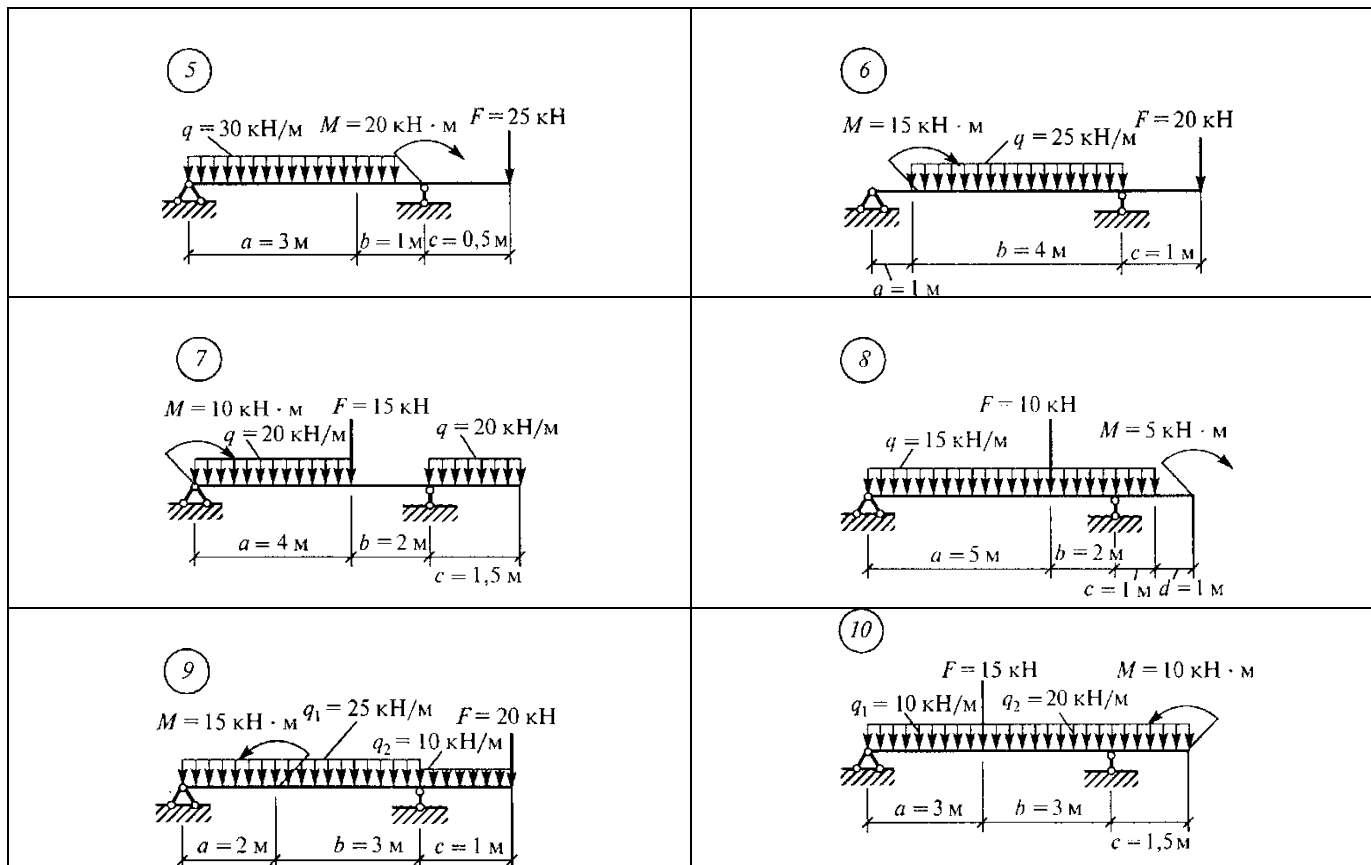 5
q = 30 кН/м M = 20 кН · м F = 25 кН
a = 3 м b = 1 м c = 0,5 м
6
M = 15 кН · м q = 25 кН/м F = 20 кН
b = 4 м c = 1 м
a = 1 м
7
M = 10 кН · м F = 15 кН
q = 20 кН/м q = 20 кН/м
a = 4 м b = 2 м
c = 1,5 м
8
F = 10 кН
q = 15 кН/м M = 5 кН · м
a = 5 м b = 2 м
c = 1 м d = 1 м
9
M = 15 кН · м q₁ = 25 кН/м F = 20 кН
q₂ = 10 кН/м
a = 2 м b = 3 м c = 1 м
10
F = 15 кН M = 10 кН · м
q₁ = 10 кН/м q₂ = 20 кН/м
a = 3 м b = 3 м
c = 1,5 м